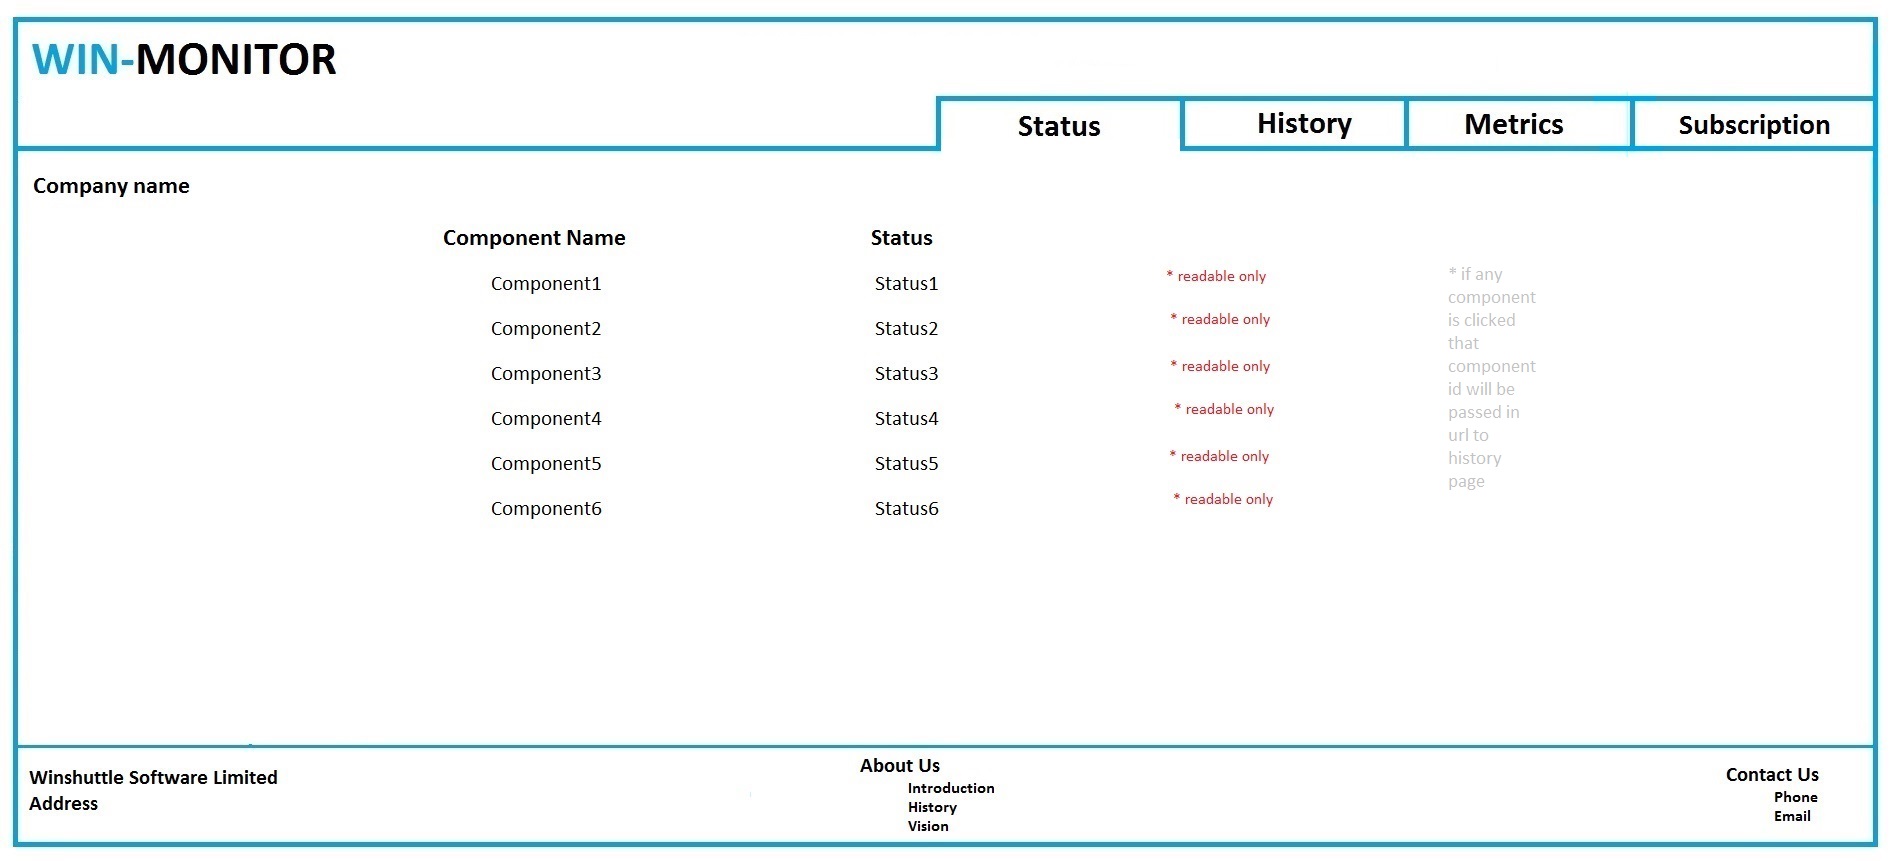 WIN-MONITOR
Status History Metrics Subscription
Company name
Component Name Status
Component1 Status1 * readable only
Component2 Status2 * readable only
Component3 Status3 * readable only
Component4 Status4 * readable only
Component5 Status5 * readable only
Component6 Status6 * readable only
* if any
component
is clicked
that
component
id will be
passed in
url to
history
page
Winshuttle Software Limited
Address
About Us
Introduction
History
Vision
Contact Us
Phone
Email